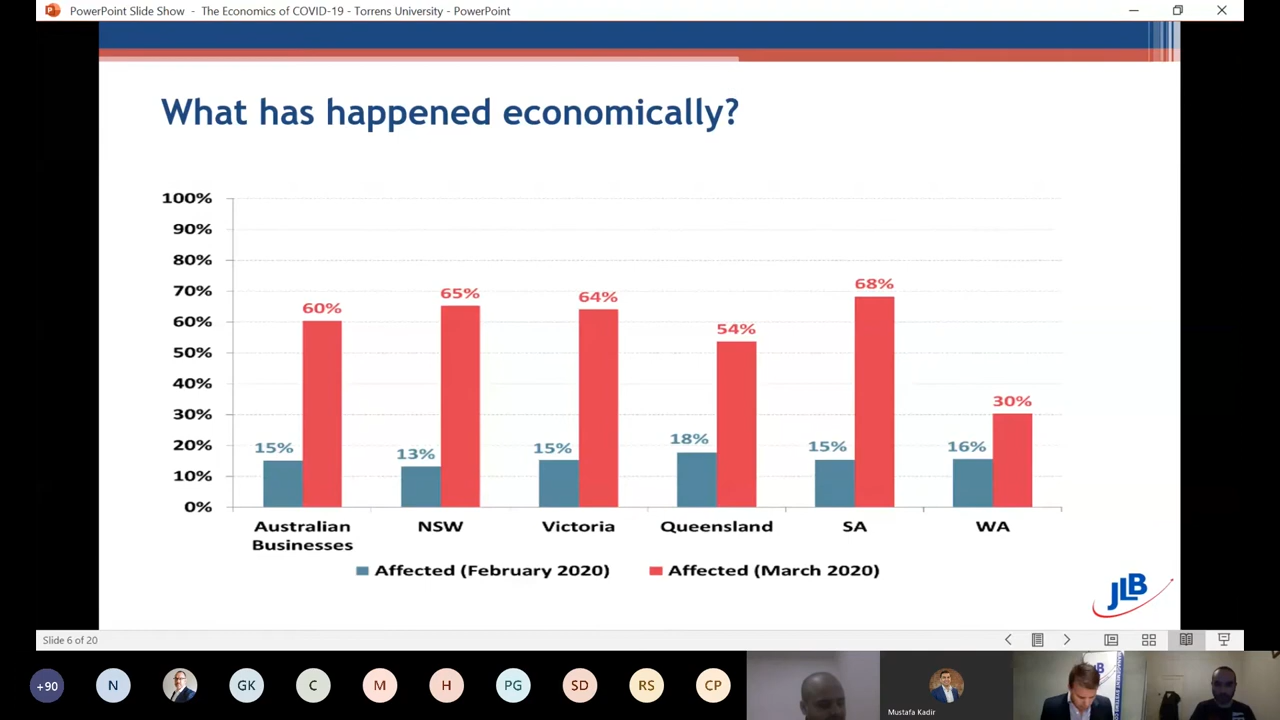 PowerPoint Slide Show - The Economics of COVID-19 - Torrens University - PowerPoint
What has happened economically?
100%
90%
80%
70%
60%
50%
40%
30%
20%
10%
0%
15% 60%
13% 65%
15% 64%
18% 54%
15% 68%
16% 30%
Australian Businesses
NSW
Victoria
Queensland
SA
WA
Affected (February 2020) Affected (March 2020)
JLB
Slide 6 of 20
+90 N GK C M H PG SD RS CP
Mustafa Kadir